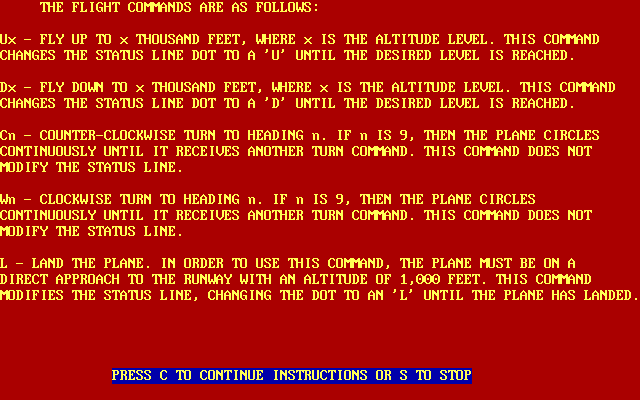 THE FLIGHT COMMANDS ARE AS FOLLOWS:
Ux – FLY UP TO x THOUSAND FEET, WHERE x IS THE ALTITUDE LEVEL. THIS COMMAND
CHANGES THE STATUS LINE DOT TO A 'U' UNTIL THE DESIRED LEVEL IS REACHED.
Dx – FLY DOWN TO x THOUSAND FEET, WHERE x IS THE ALTITUDE LEVEL. THIS COMMAND
CHANGES THE STATUS LINE DOT TO A 'D' UNTIL THE DESIRED LEVEL IS REACHED.
Cn – COUNTER-CLOCKWISE TURN TO HEADING n. IF n IS 9, THEN THE PLANE CIRCLES
CONTINUOUSLY UNTIL IT RECEIVES ANOTHER TURN COMMAND. THIS COMMAND DOES NOT
MODIFY THE STATUS LINE.
Wn – CLOCKWISE TURN TO HEADING n. IF n IS 9, THEN THE PLANE CIRCLES
CONTINUOUSLY UNTIL IT RECEIVES ANOTHER TURN COMMAND. THIS COMMAND DOES NOT
MODIFY THE STATUS LINE.
L – LAND THE PLANE. IN ORDER TO USE THIS COMMAND, THE PLANE MUST BE ON A
DIRECT APPROACH TO THE RUNWAY WITH AN ALTITUDE OF 1,000 FEET. THIS COMMAND
MODIFIES THE STATUS LINE, CHANGING THE DOT TO AN 'L' UNTIL THE PLANE HAS LANDED.
PRESS C TO CONTINUE INSTRUCTIONS OR S TO STOP